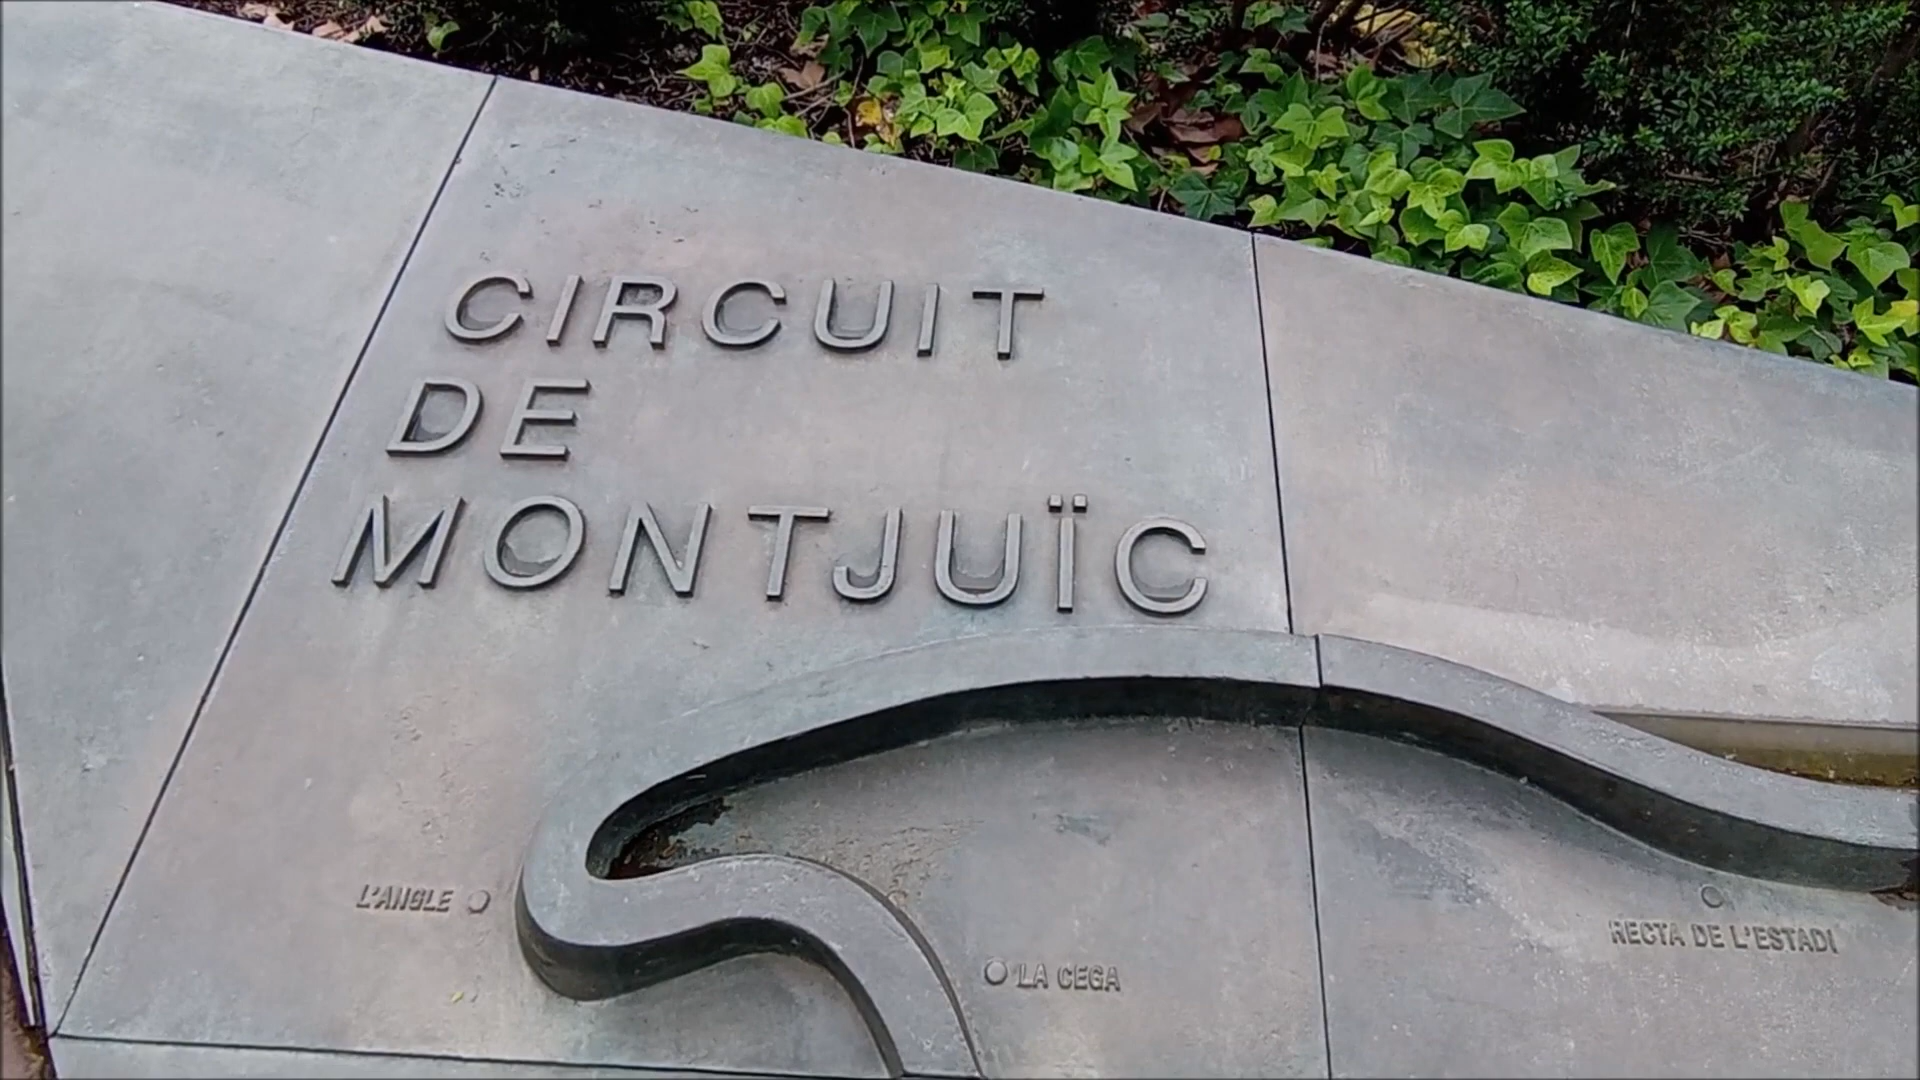 CIRCUIT
DE
MONTJUÏC
L'ANGLE
LA CEGA
RECTA DE L'ESTADI